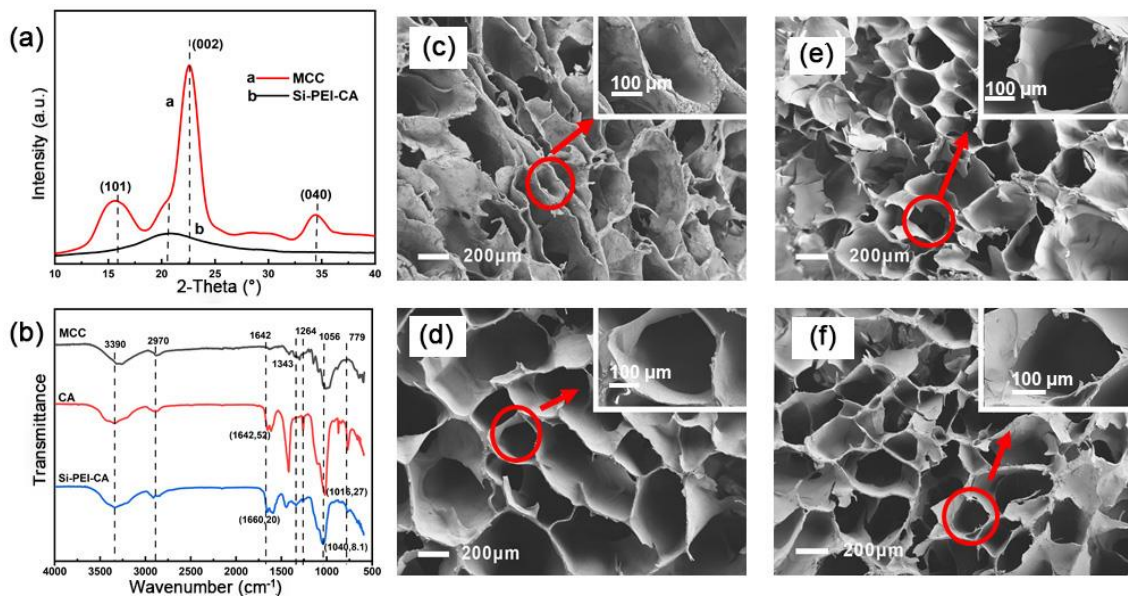 (a)
(002)
a MCC
b Si-PEI-CA
a
(101)
(040)
b
Intensity (a.u.)
10 15 20 25 30 35 40
2-Theta (°)
(b)
MCC
3390 2970 1642 1264 1056 779
1343
CA
(1642,52)
(1016,27)
Si-PEI-CA
(1660,20)
(1040,8.1)
Transmittance
4000 3500 3000 2500 2000 1500 1000 500
Wavenumber (cm-1)
(c)
100 µm
200µm
(d)
100 µm
200µm
(e)
100 µm
200µm
(f)
100 µm
200µm